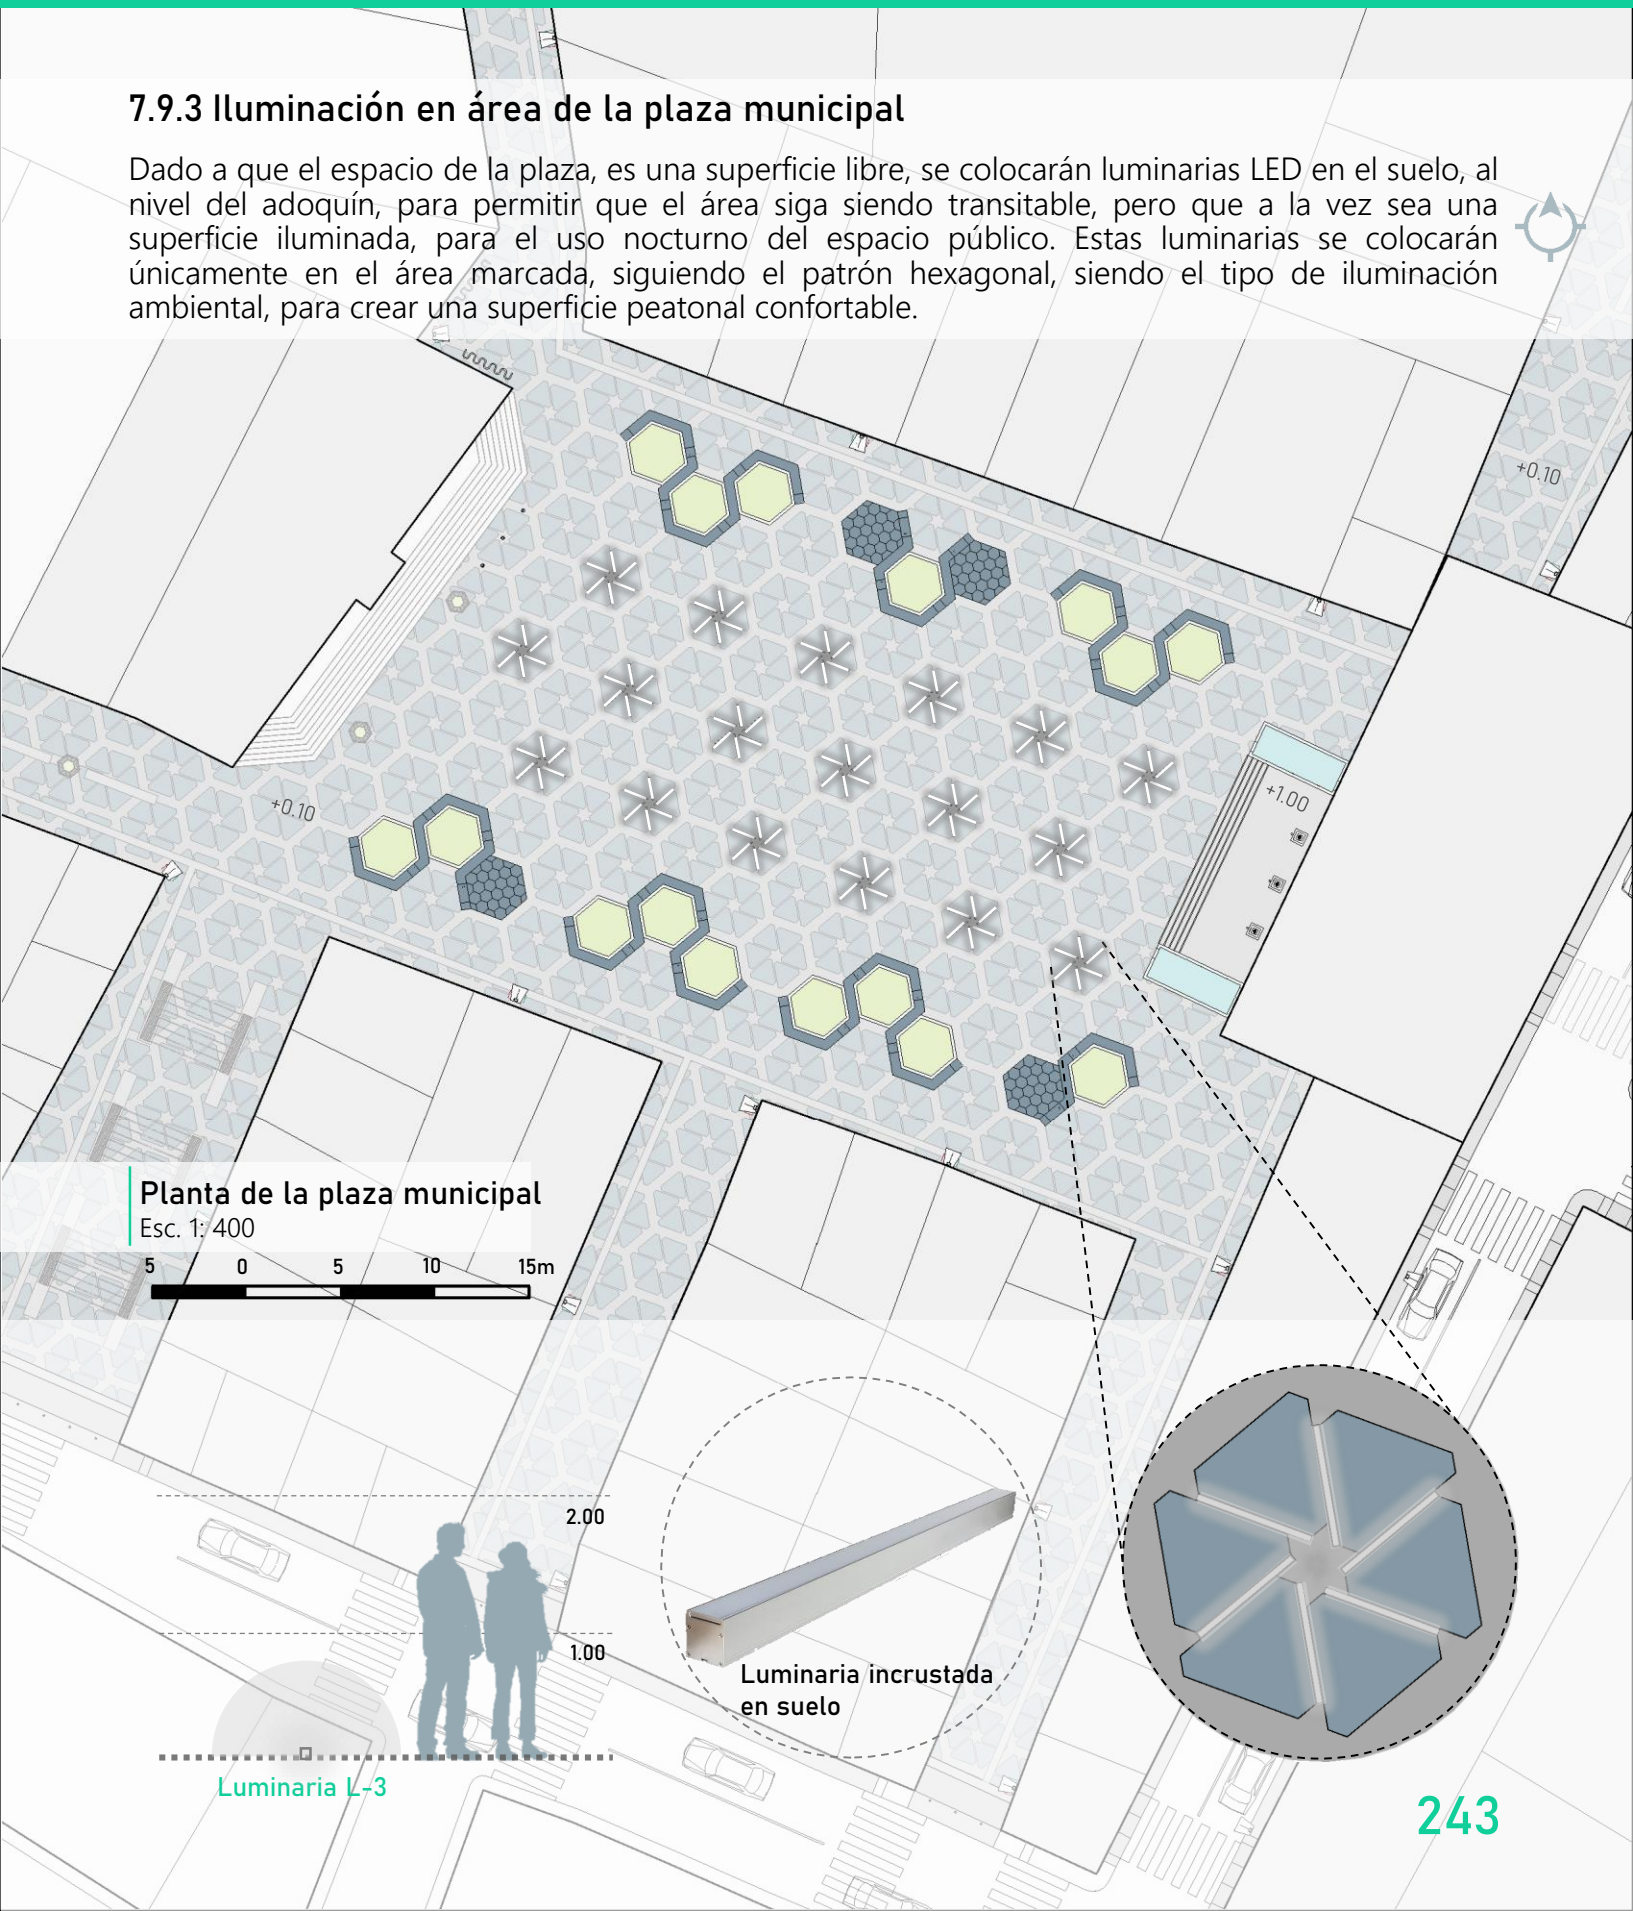 7.9.3 Iluminación en área de la plaza municipal
Dado a que el espacio de la plaza, es una superficie libre, se colocarán luminarias LED en el suelo, al
nivel del adoquín, para permitir que el área siga siendo transitable, pero que a la vez sea una
superficie iluminada, para el uso nocturno del espacio público. Estas luminarias se colocarán
únicamente en el área marcada, siguiendo el patrón hexagonal, siendo el tipo de iluminación
ambiental, para crear una superficie peatonal confortable.
+0.10
+1.00
+0.10
Planta de la plaza municipal
Esc. 1: 400
5 0 5 10 15m
2.00
1.00
Luminaria incrustada
en suelo
Luminaria L-3
243